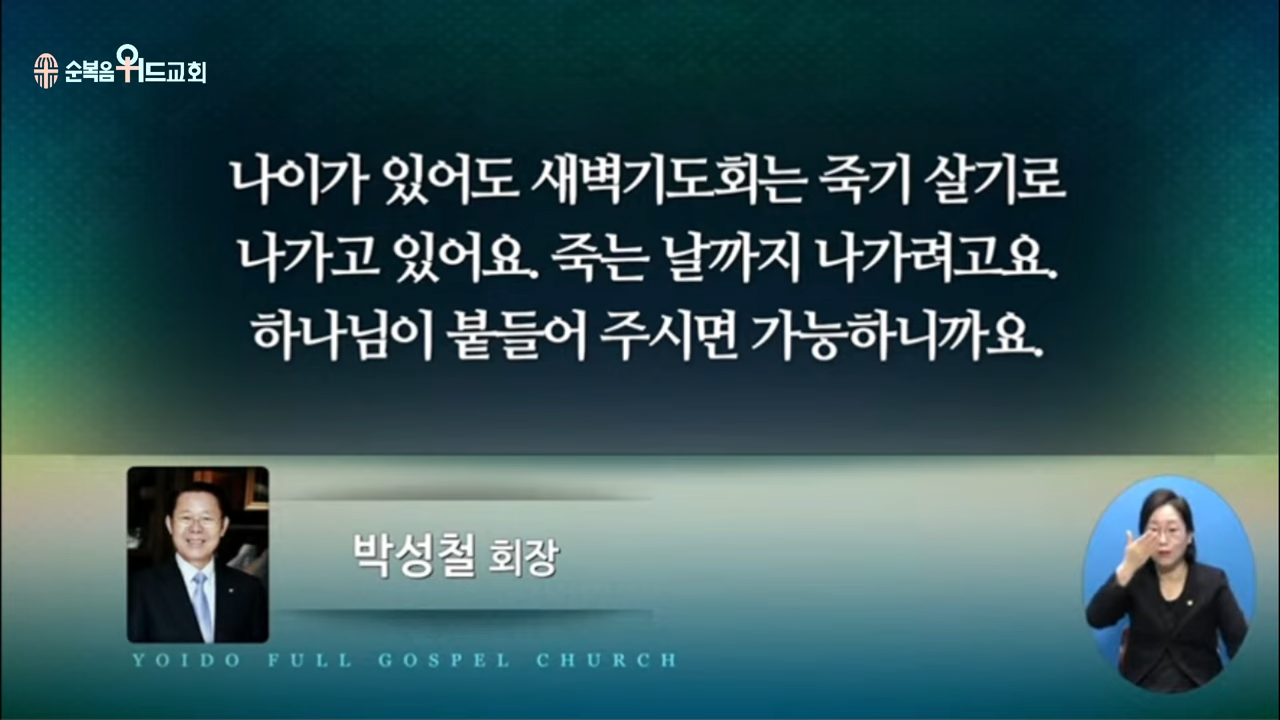 순복음워드교회
나이가 있어도 새벽기도회는 죽기 살기로
나가고 있어요. 죽는 날까지 나가려고요.
하나님이 붙들어 주시면 가능하니까요.
박성철 회장
YOIDO FULL GOSPEL CHURCH